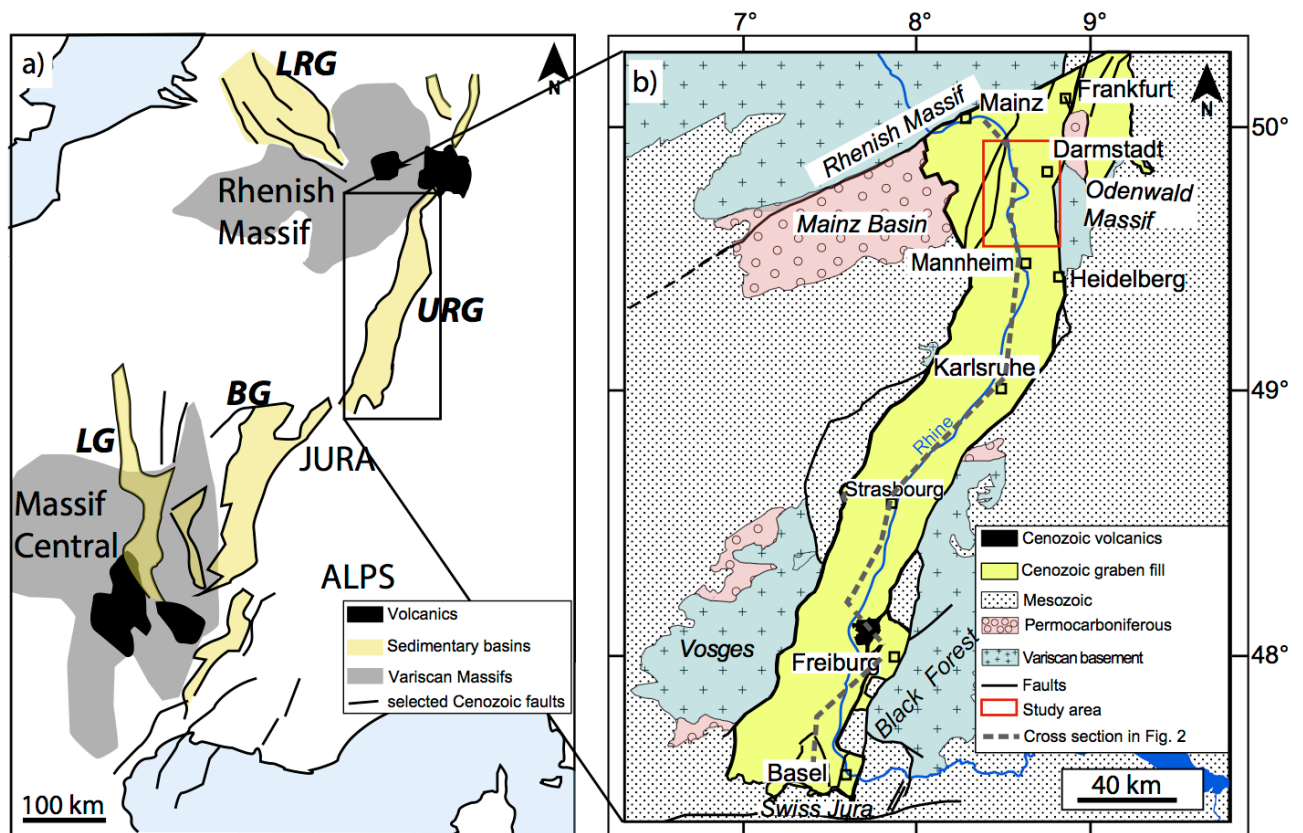 a)
LRG
N
Rhenish
Massif
URG
BG
LG
JURA
Massif
Central
ALPS
Volcanics
Sedimentary basins
Variscan Massifs
selected Cenozoic faults
100 km
7°
8°
9°
b)
N
Mainz
Frankfurt
50°
Rhenish Massif
Darmstadt
Odenwald
Massif
Mainz Basin
Mannheim
Heidelberg
Karlsruhe
49°
Rhine
Strasbourg
Cenozoic volcanics
Cenozoic graben fill
Mesozoic
Permocarboniferous
Variscan basement
Faults
Study area
Cross section in Fig. 2
Vosges
Freiburg
48°
Black Forest
Basel
Swiss Jura
40 km